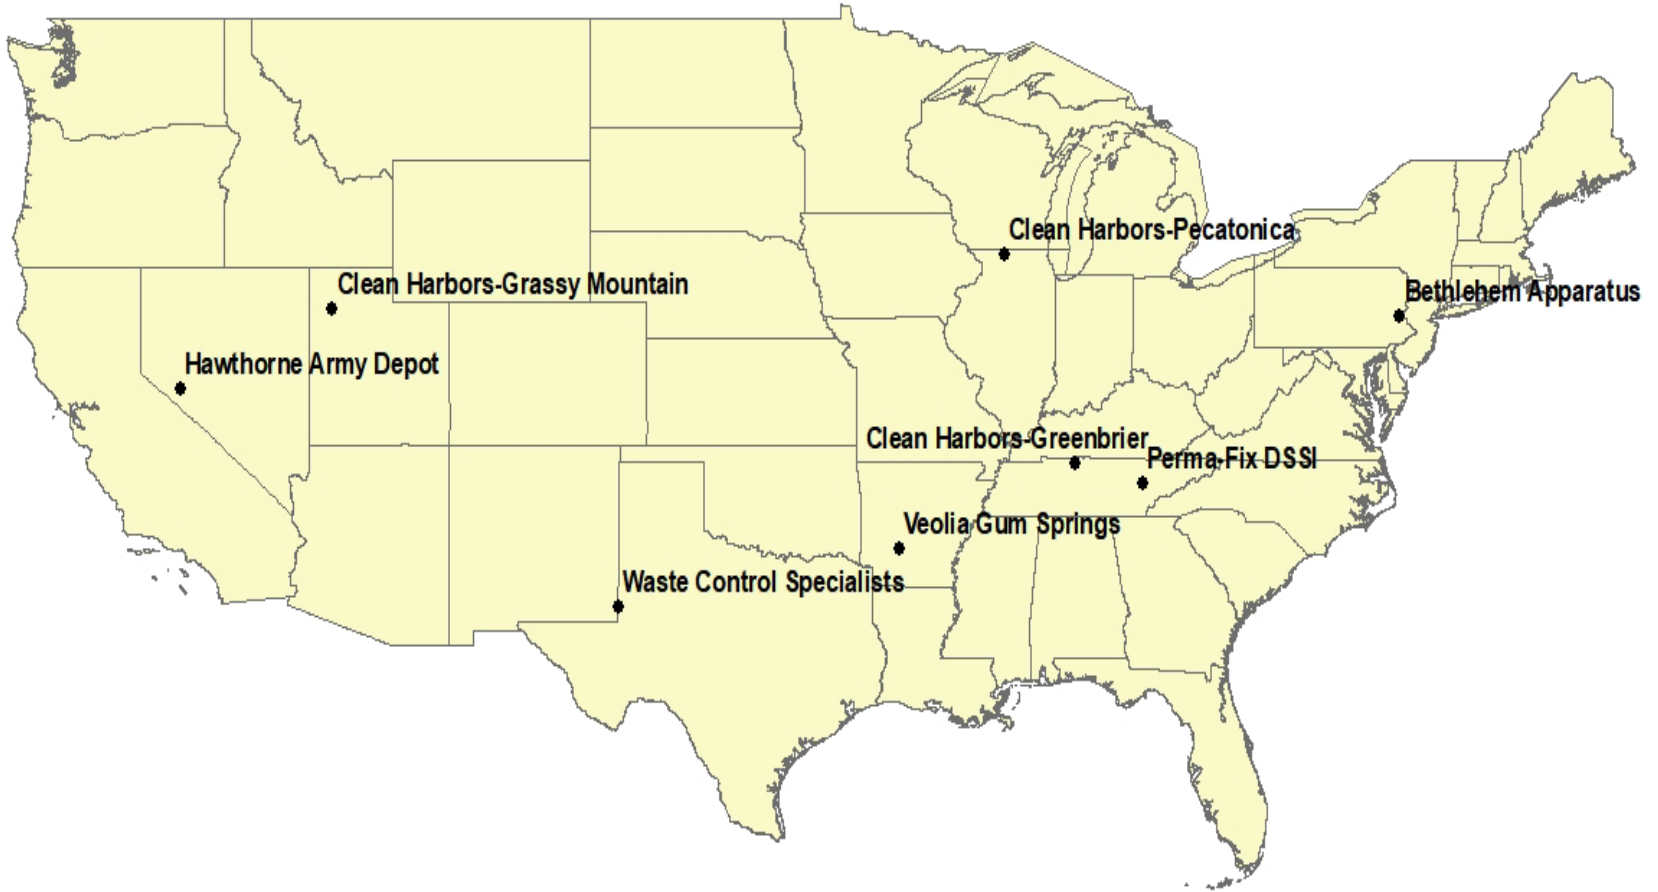 Clean Harbors-Pecatonica
Clean Harbors-Grassy Mountain
Bethlehem Apparatus
Hawthorne Army Depot
Clean Harbors-Greenbrier
Perma-Fix DSSI
Veolia Gum Springs
Waste Control Specialists